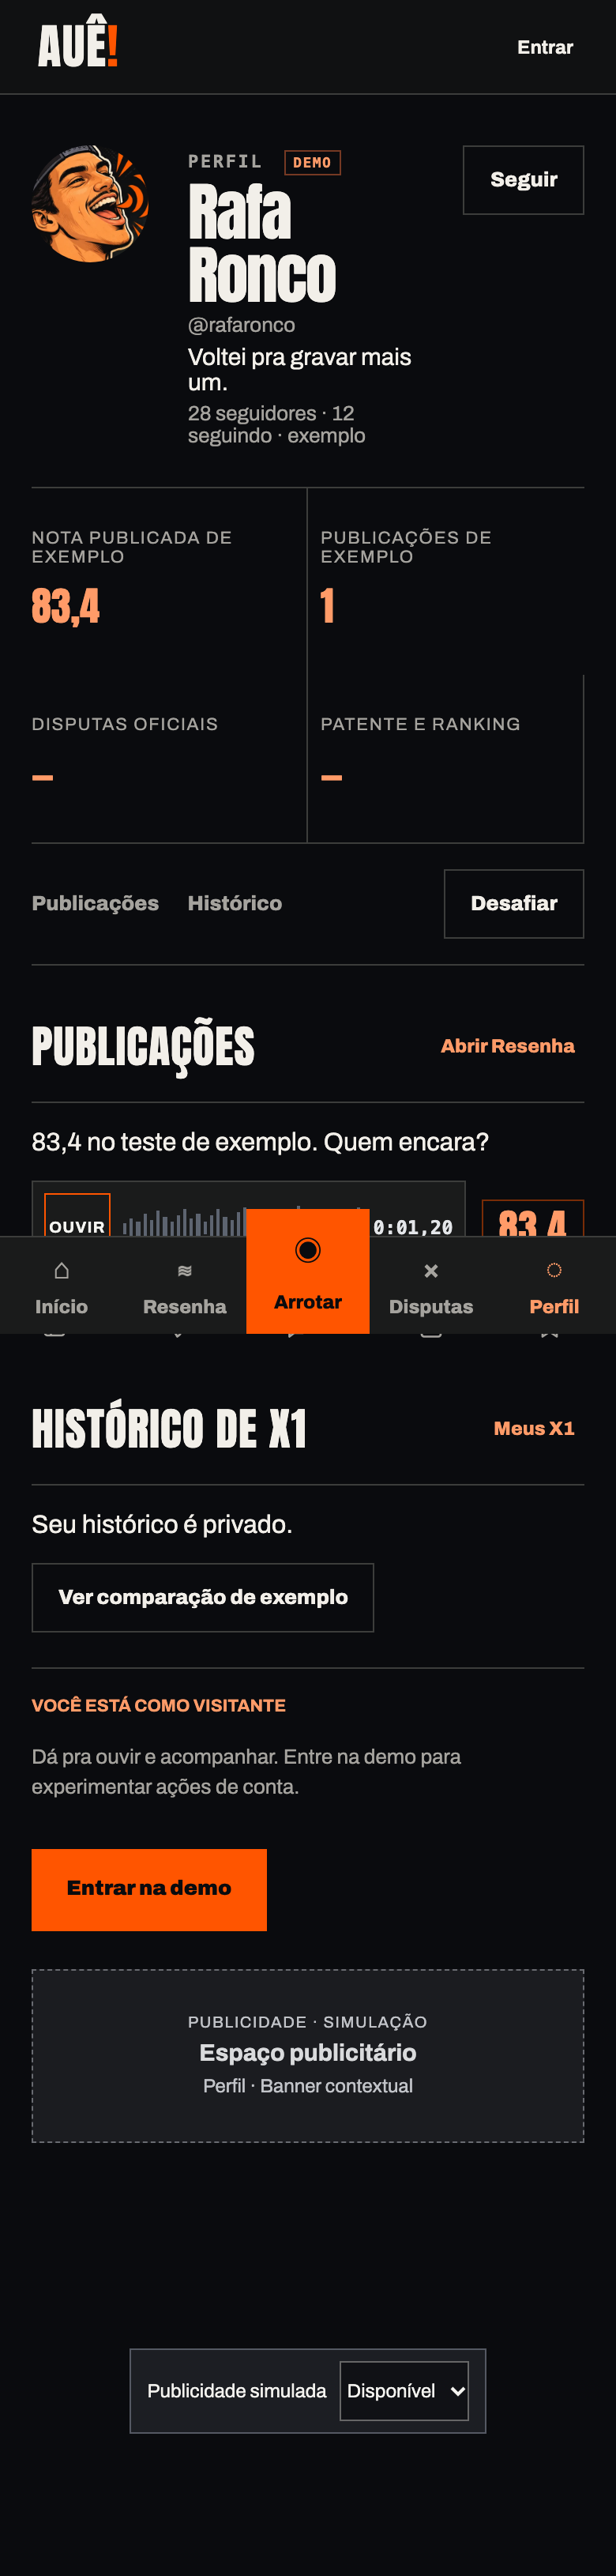 AUÊ!
Entrar
PERFIL
DEMO
Rafa
Ronco
Seguir
@rafaronco
Voltei pra gravar mais
um.
28 seguidores · 12
seguindo · exemplo
NOTA PUBLICADA DE
EXEMPLO
83,4
PUBLICAÇÕES DE
EXEMPLO
1
DISPUTAS OFICIAIS
–
PATENTE E RANKING
–
Publicações
Histórico
Desafiar
PUBLICAÇÕES
Abrir Resenha
83,4 no teste de exemplo. Quem encara?
OUVIR
0:01,20
83,4
Início
Resenha
Arrotar
Disputas
Perfil
HISTÓRICO DE X1
Meus X1
Seu histórico é privado.
Ver comparação de exemplo
VOCÊ ESTÁ COMO VISITANTE
Dá pra ouvir e acompanhar. Entre na demo para
experimentar ações de conta.
Entrar na demo
PUBLICIDADE · SIMULAÇÃO
Espaço publicitário
Perfil · Banner contextual
Publicidade simulada
Disponível